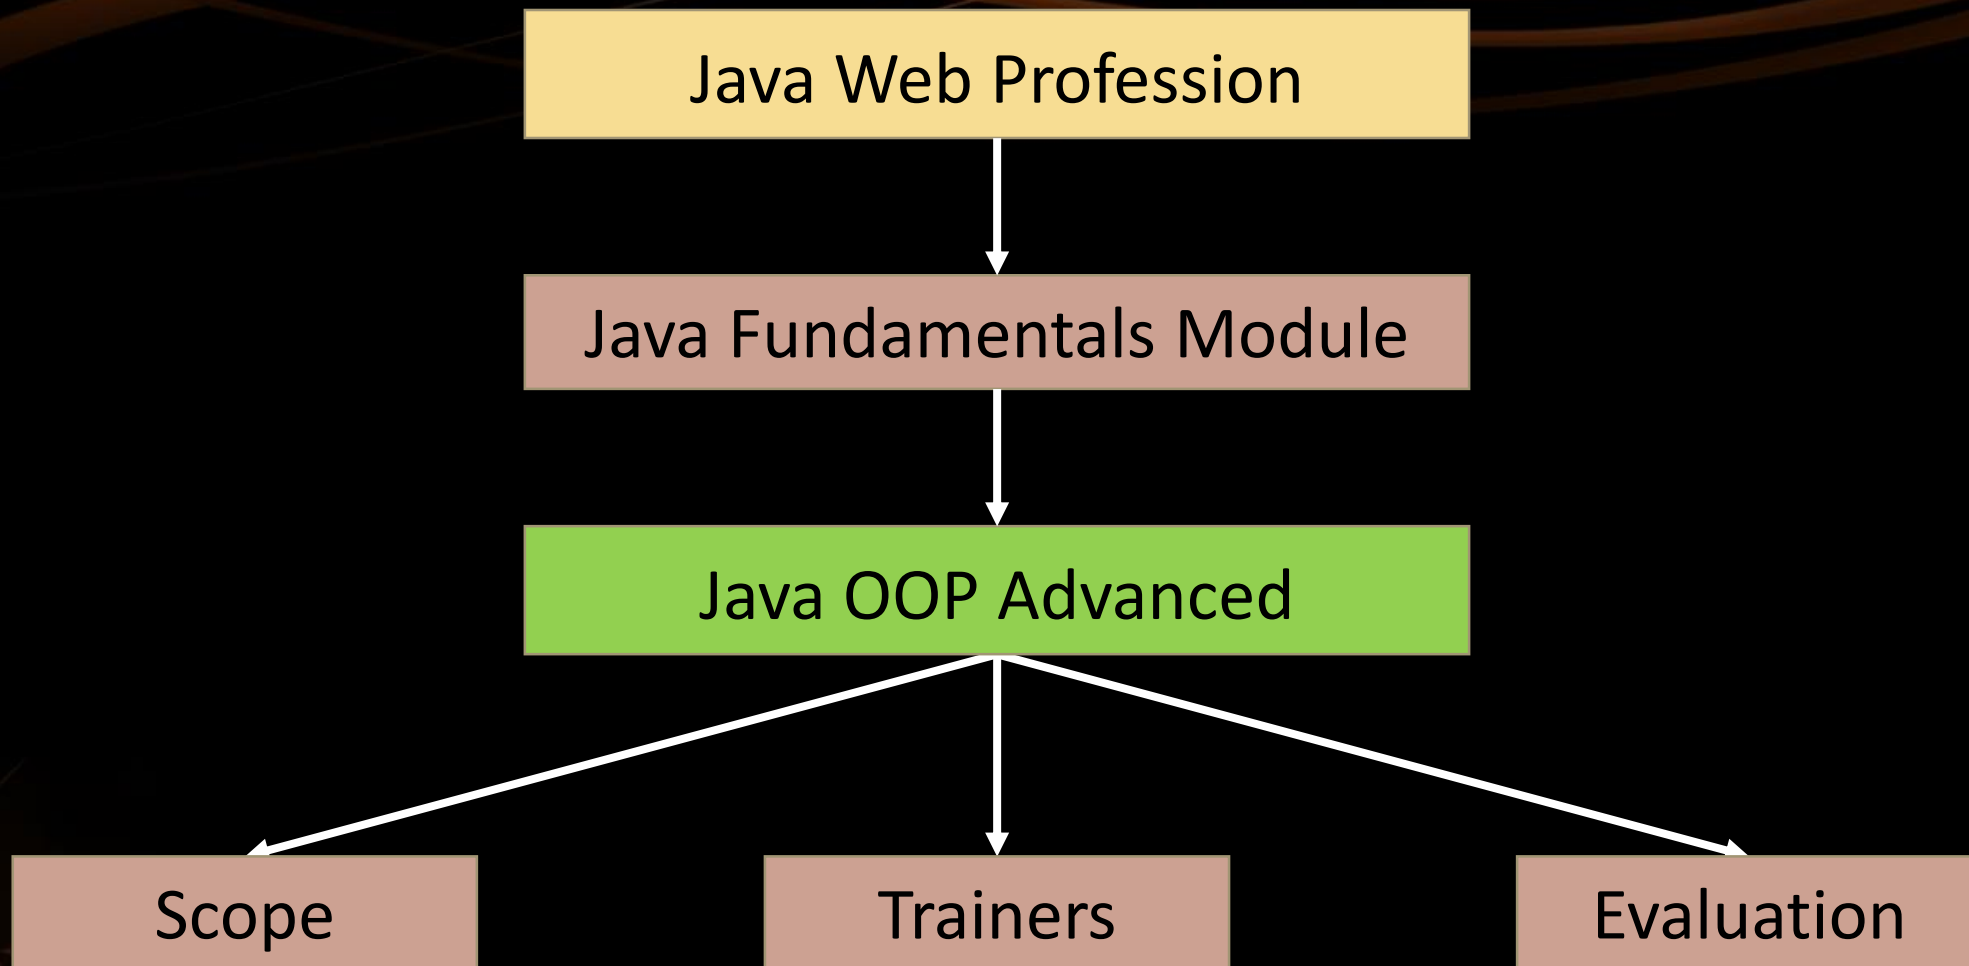 Java Web Profession
Java Fundamentals Module
Java OOP Advanced
Scope
Trainers
Evaluation